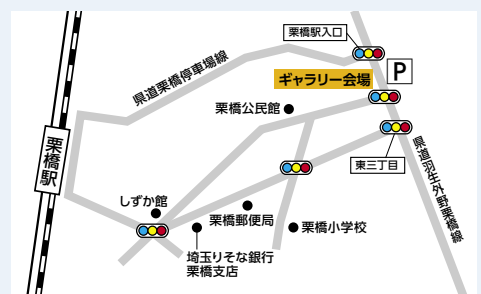 栗橋駅入口
P
県道栗橋停車場線
ギャラリー会場
栗橋公民館
栗橋駅
東三丁目
県道羽生外野栗橋線
しずか館
栗橋郵便局
栗橋小学校
埼玉りそな銀行
栗橋支店